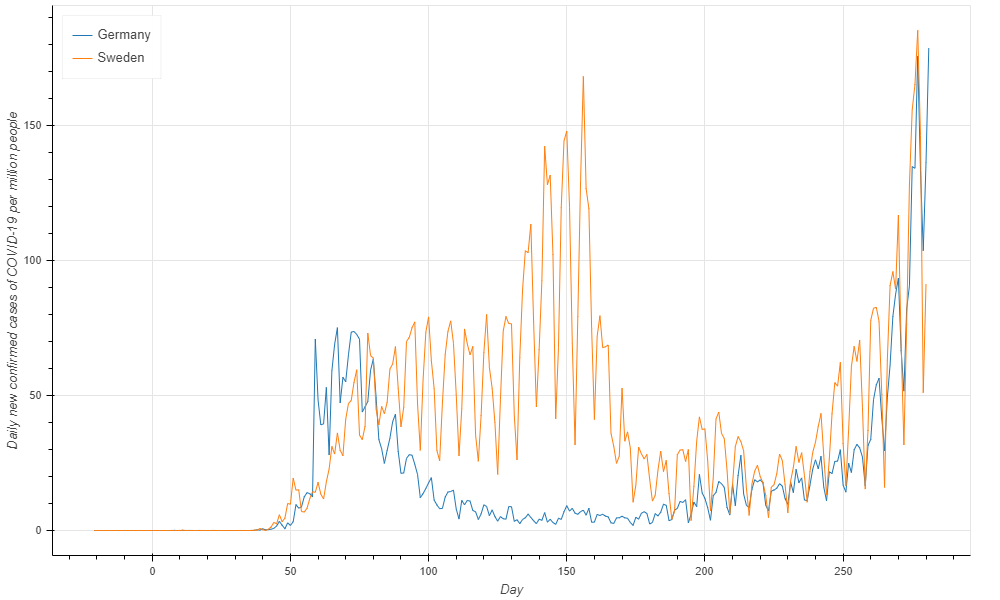 Germany
Sweden
Daily new confirmed cases of COVID-19 per million people
150
100
50
0
0 50 100 150 200 250
Day